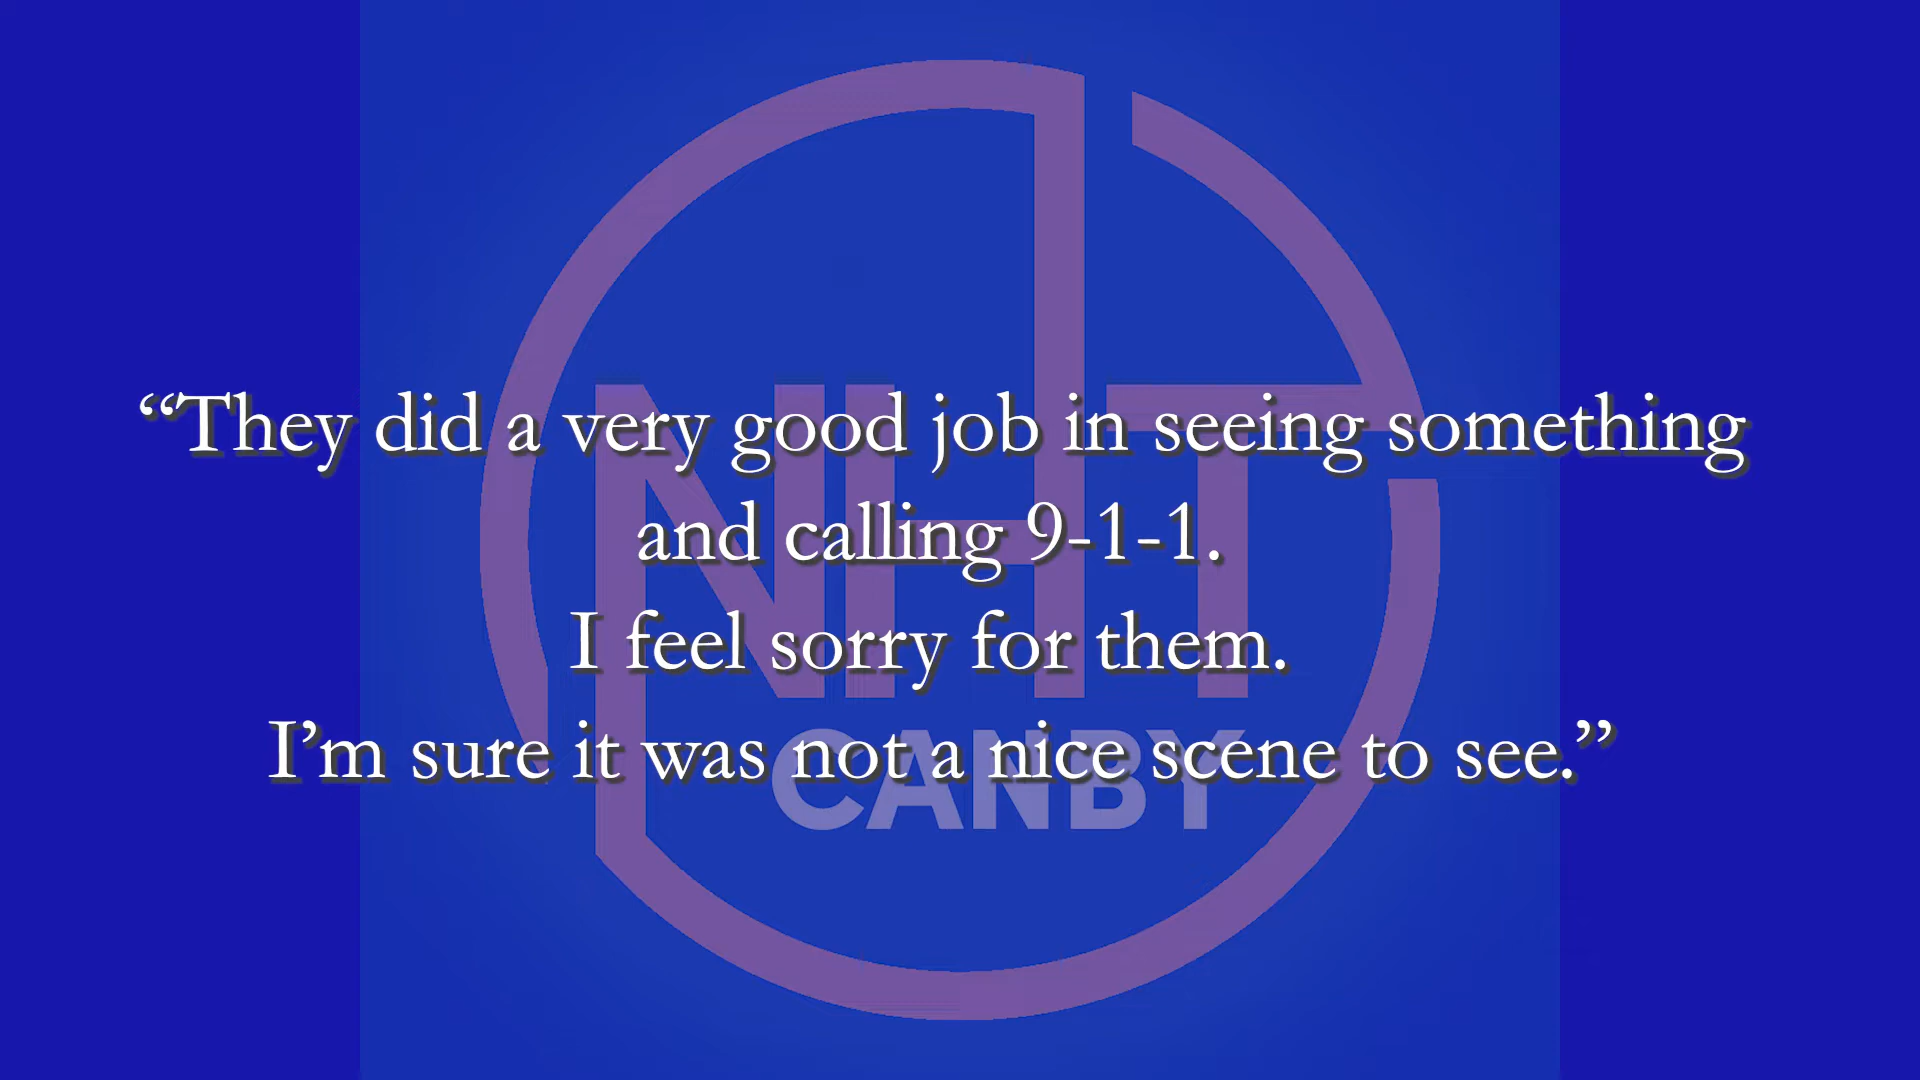 “They did a very good job in seeing something
and calling 9-1-1.
I feel sorry for them.
I’m sure it was not a nice scene to see.”
NHT
CANBY